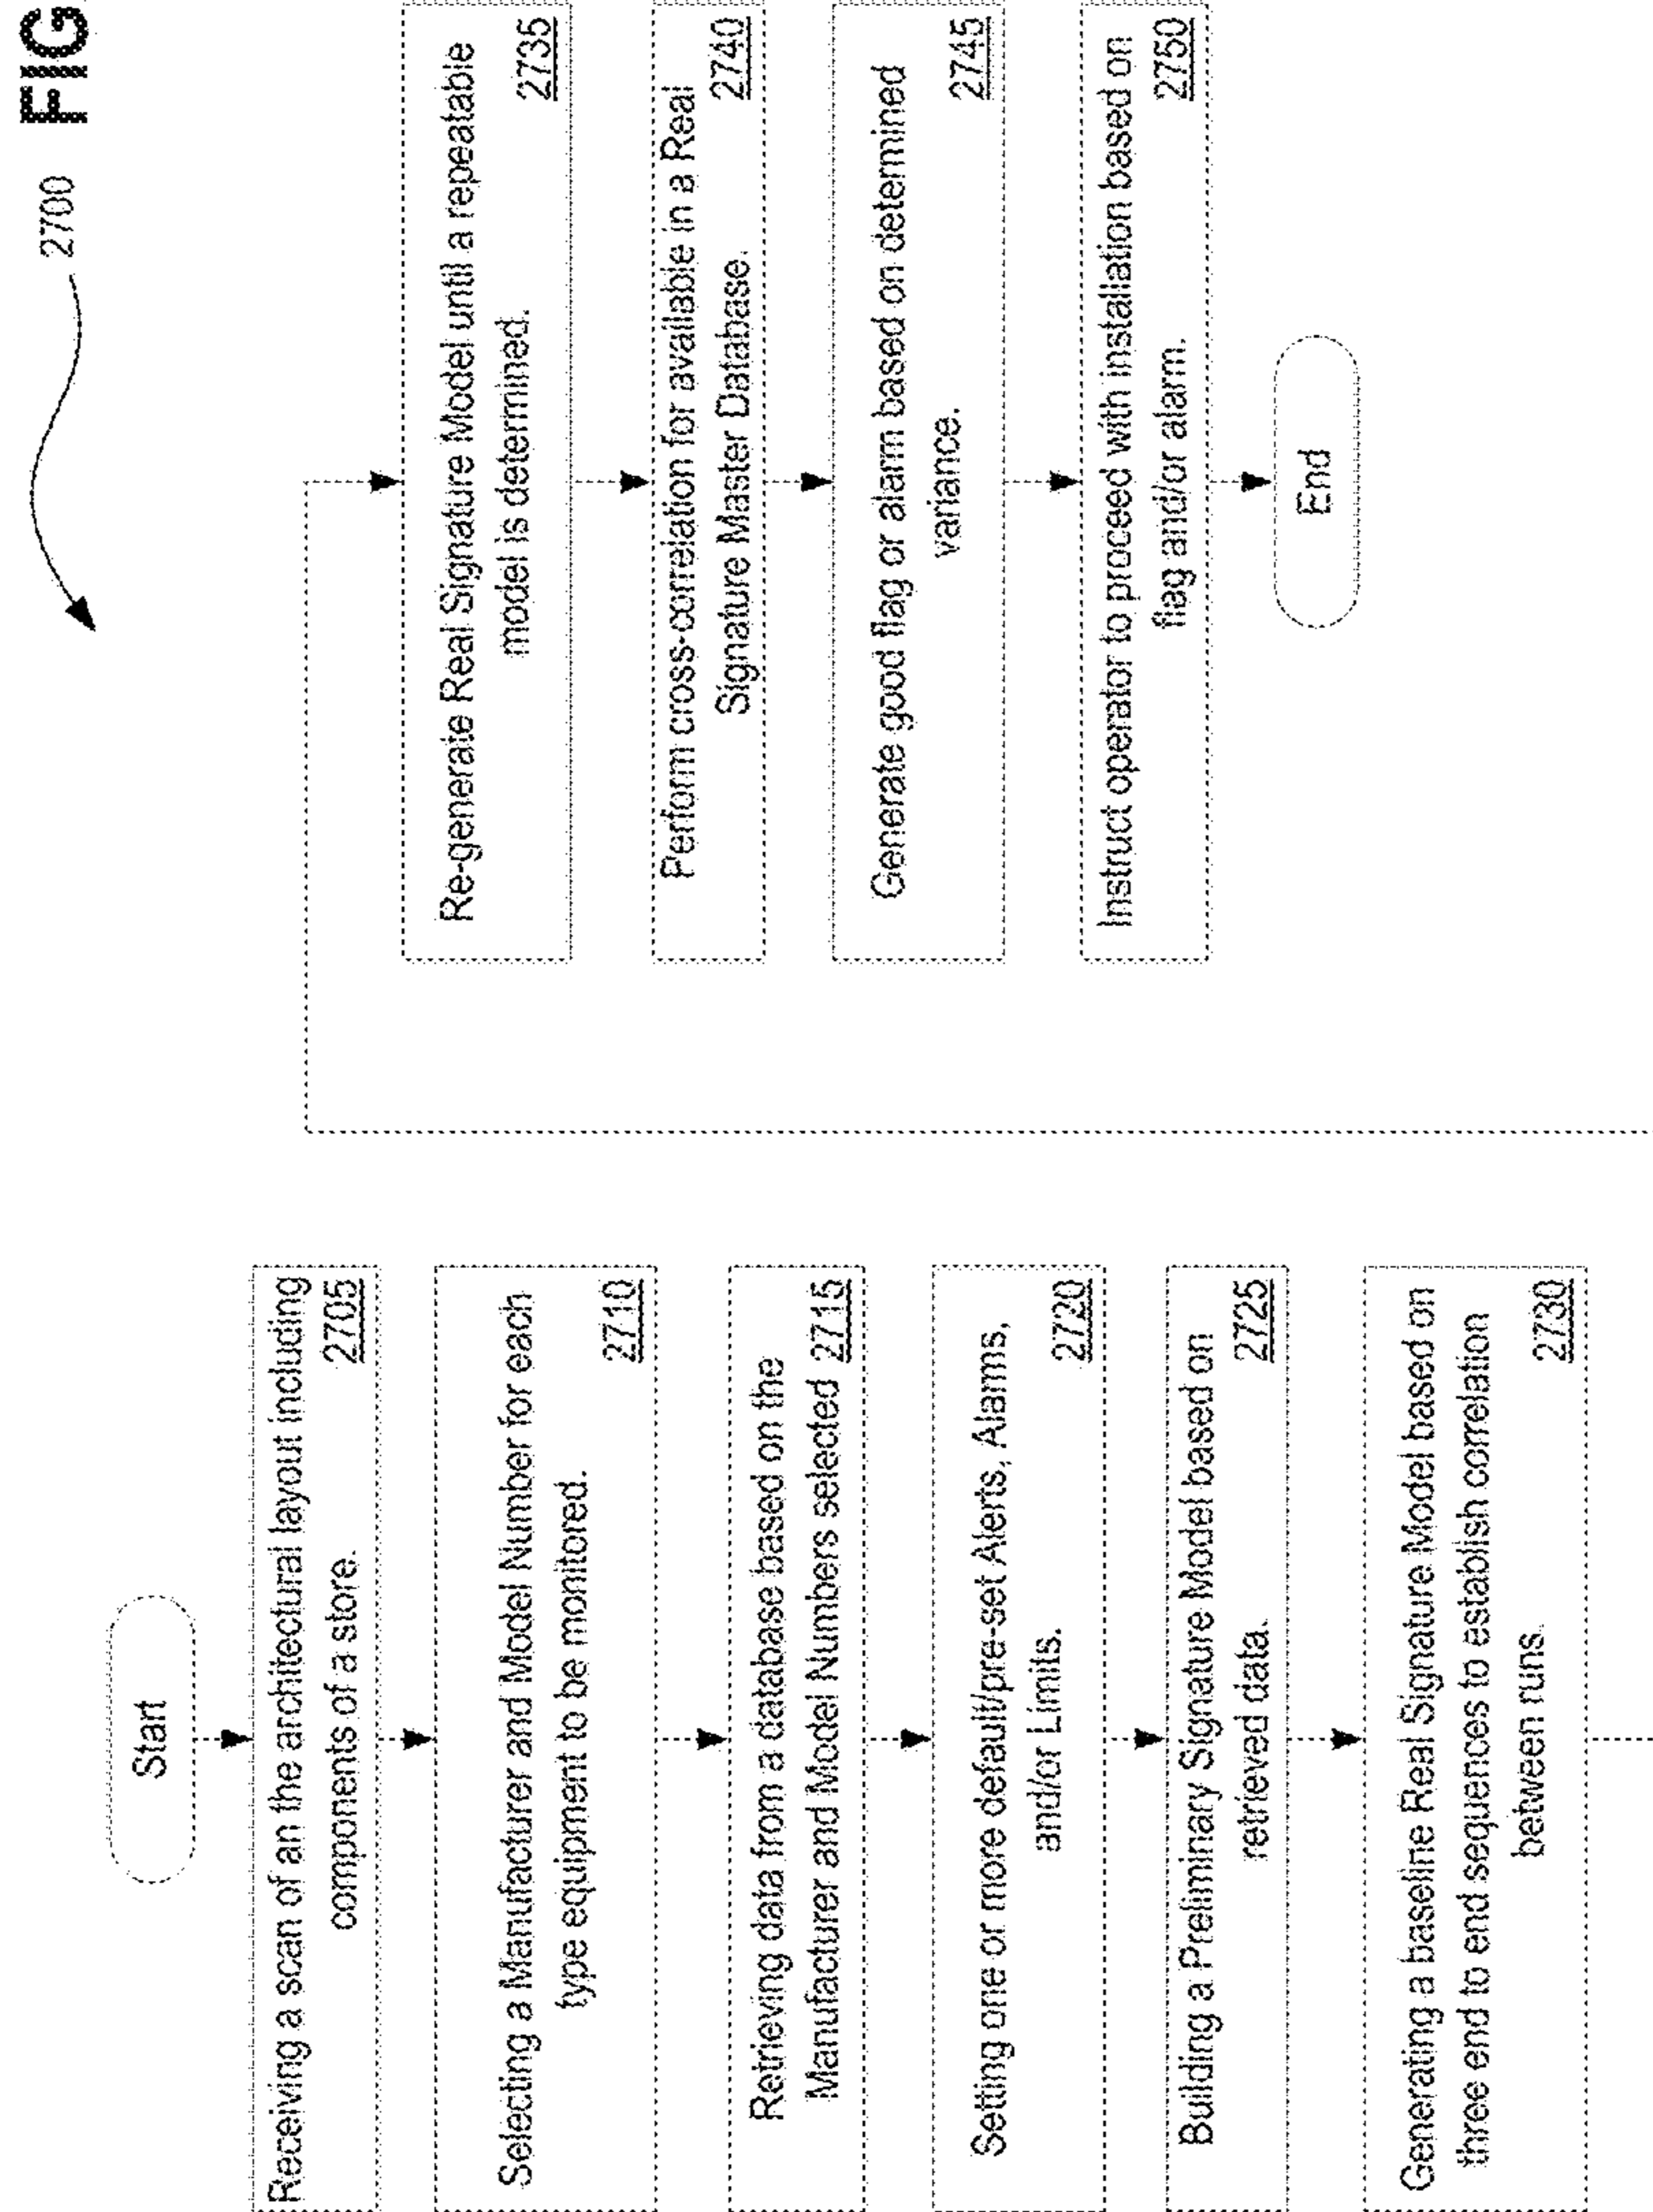 2700 FIG
Start
Receiving a scan of an the architectural layout including
components of a store.
2705
Selecting a Manufacturer and Model Number for each
type equipment to be monitored.
2710
Retrieving data from a database based on the
Manufacturer and Model Numbers selected 2715
Setting one or more default/pre-set Alerts, Alarms,
and/or Limits.
2720
Building a Preliminary Signature Model based on
retrieved data.
2725
Generating a baseline Real Signature Model based on
three end to end sequences to establish correlation
between runs.
2730
Re-generate Real Signature Model until a repeatable
model is determined.
2735
Perform cross-correlation for available in a Real
Signature Master Database.
2740
Generate good flag or alarm based on determined
variance.
2745
Instruct operator to proceed with installation based on
flag and/or alarm.
2750
End